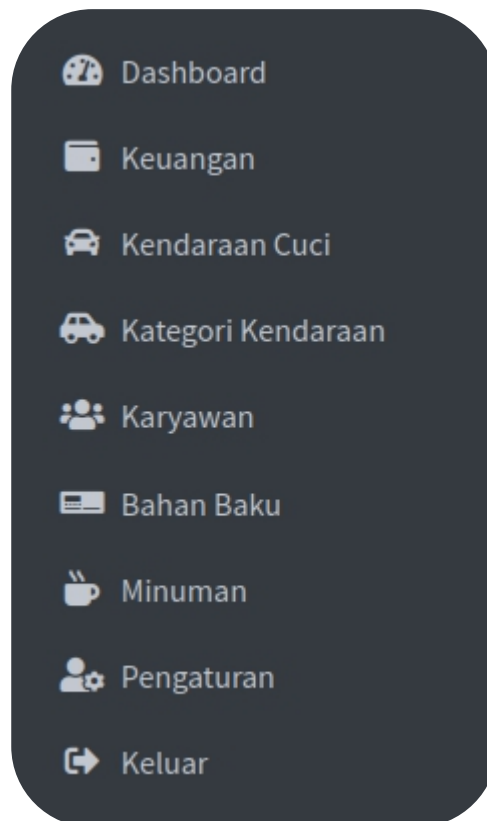 Dashboard
Keuangan
Kendaraan Cuci
Kategori Kendaraan
Karyawan
Bahan Baku
Minuman
Pengaturan
Keluar